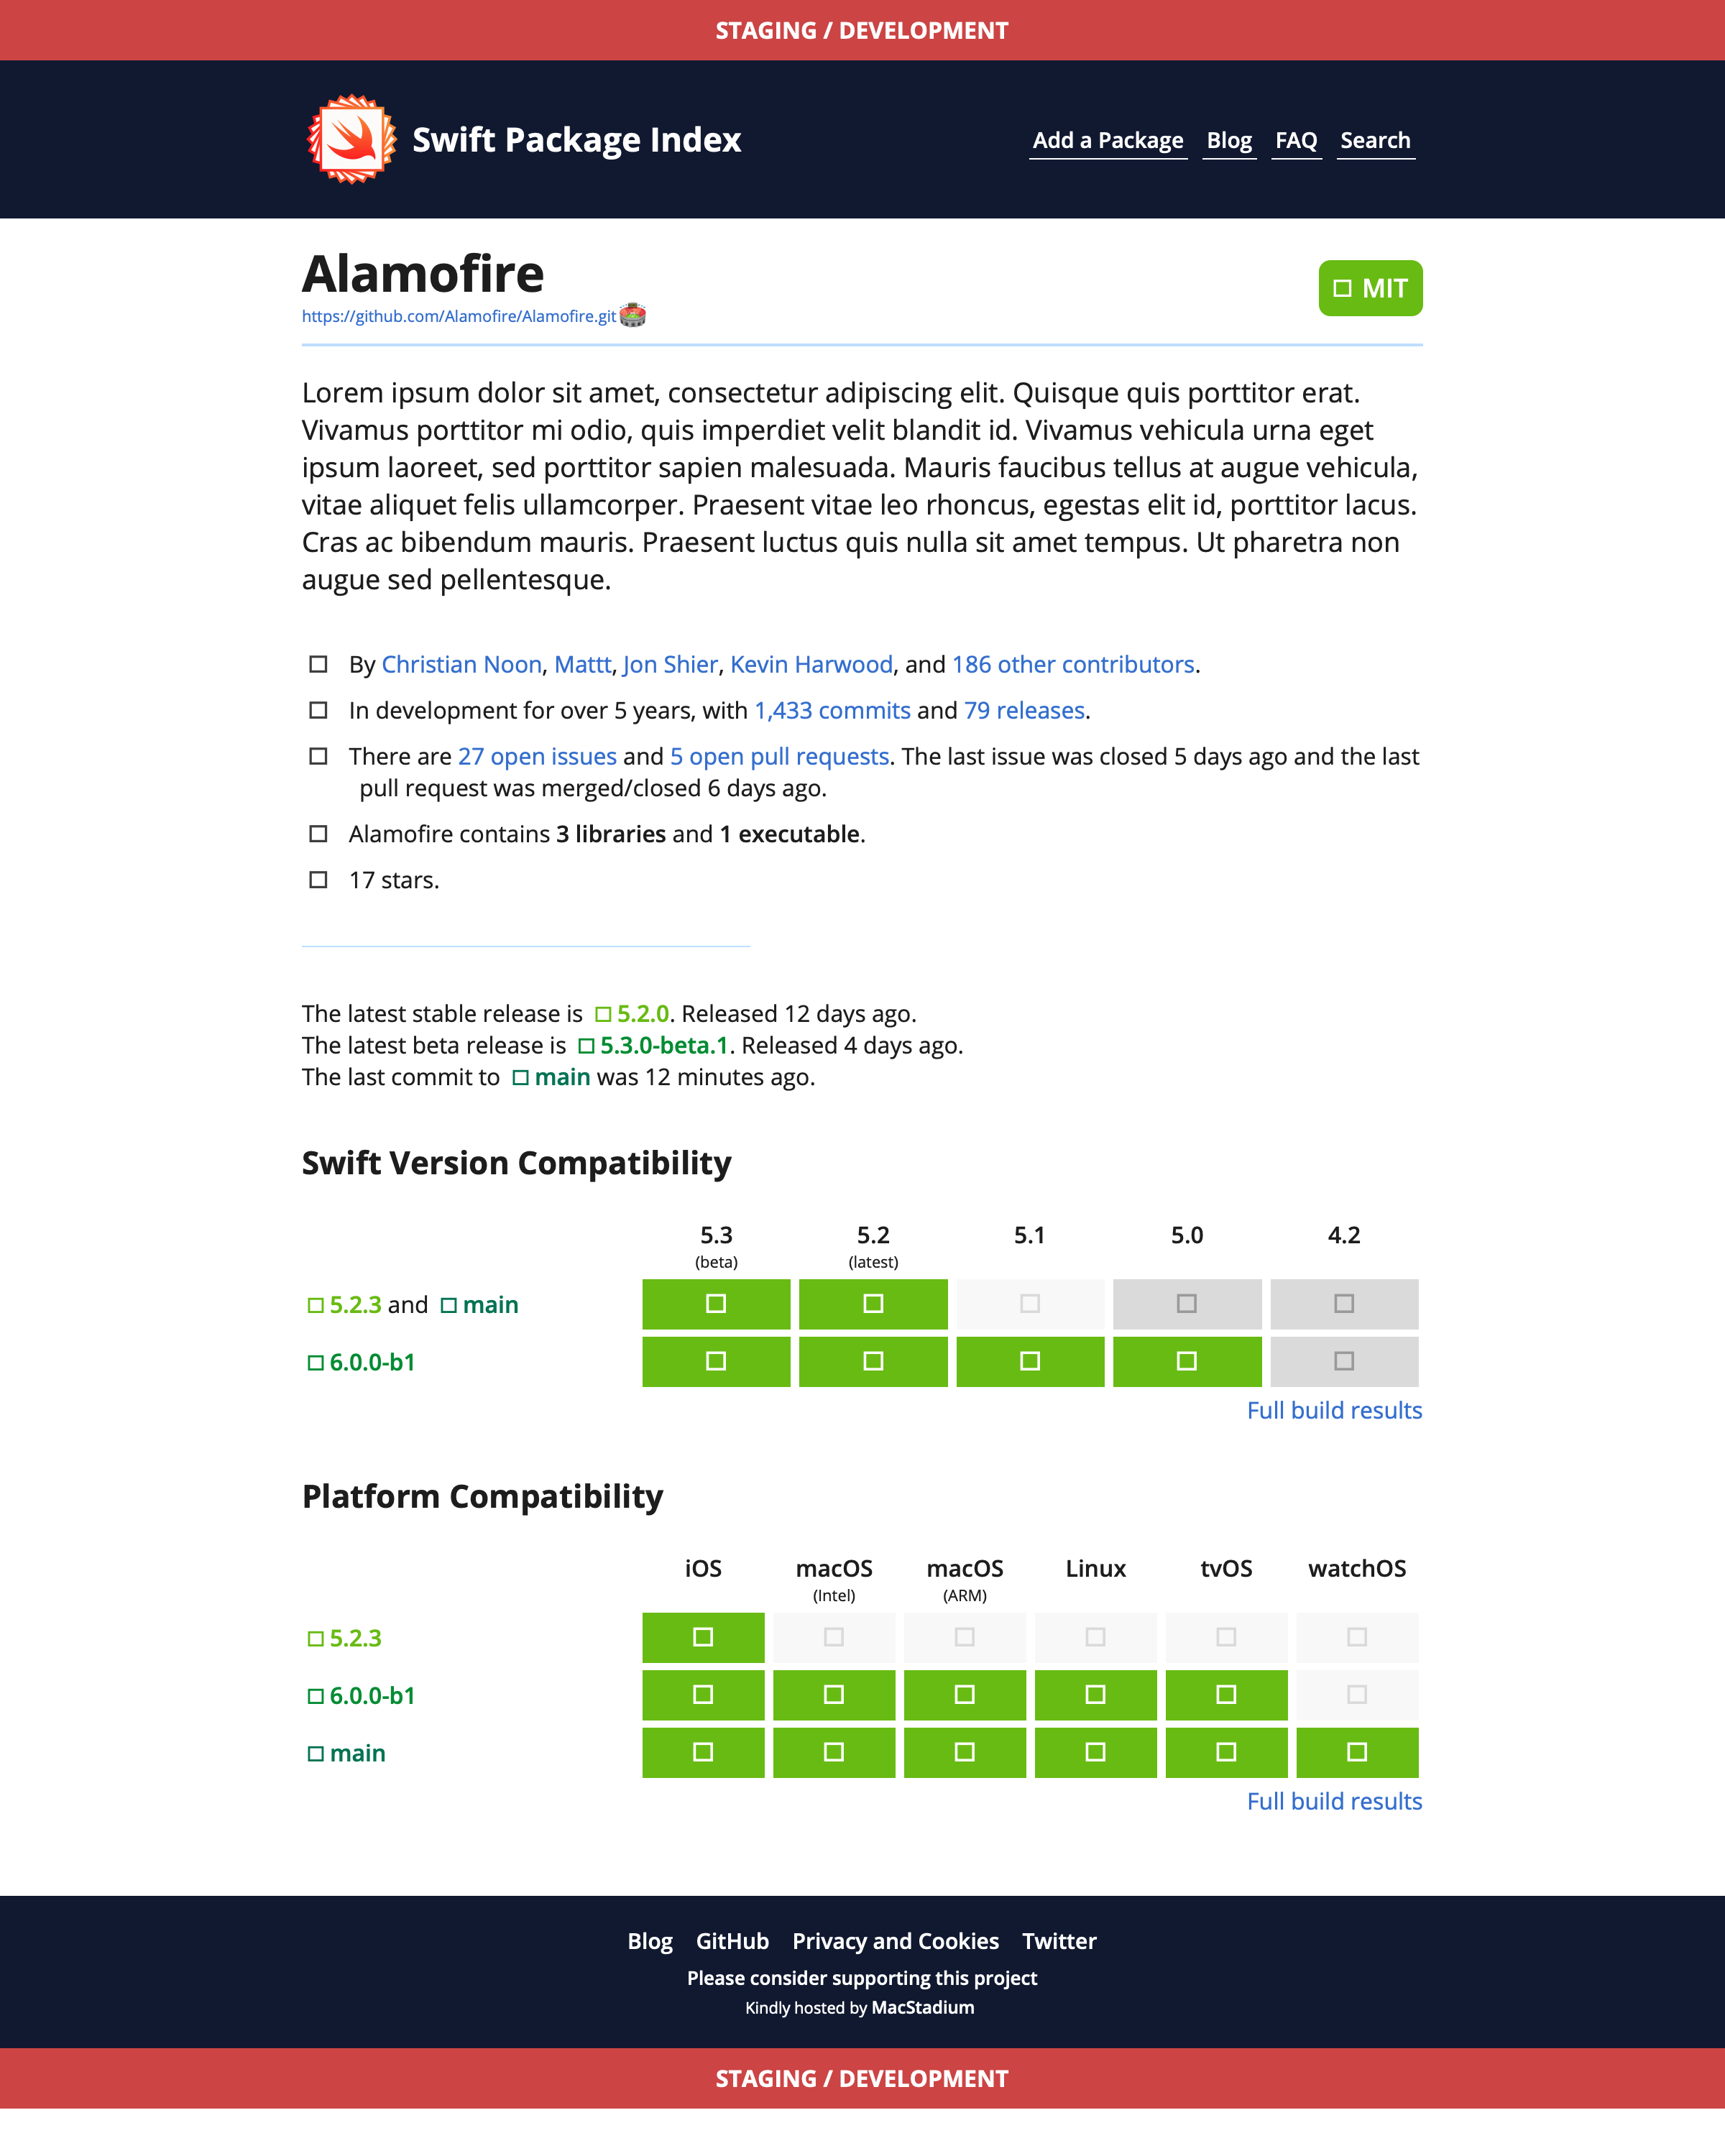 STAGING / DEVELOPMENT
Swift Package Index
Add a Package Blog FAQ Search
Alamofire
MIT
https://github.com/Alamofire/Alamofire.git
Lorem ipsum dolor sit amet, consectetur adipiscing elit. Quisque quis porttitor erat.
Vivamus porttitor mi odio, quis imperdiet velit blandit id. Vivamus vehicula urna eget
ipsum laoreet, sed porttitor sapien malesuada. Mauris faucibus tellus at augue vehicula,
vitae aliquet felis ullamcorper. Praesent vitae leo rhoncus, egestas elit id, porttitor lacus.
Cras ac bibendum mauris. Praesent luctus quis nulla sit amet tempus. Ut pharetra non
augue sed pellentesque.
By Christian Noon, Mattt, Jon Shier, Kevin Harwood, and 186 other contributors.
In development for over 5 years, with 1,433 commits and 79 releases.
There are 27 open issues and 5 open pull requests. The last issue was closed 5 days ago and the last
pull request was merged/closed 6 days ago.
Alamofire contains 3 libraries and 1 executable.
17 stars.
The latest stable release is 5.2.0. Released 12 days ago.
The latest beta release is 5.3.0-beta.1. Released 4 days ago.
The last commit to main was 12 minutes ago.
Swift Version Compatibility
5.3 5.2 5.1 5.0 4.2
(beta) (latest)
5.2.3 and main
6.0.0-b1
Full build results
Platform Compatibility
iOS macOS macOS Linux tvOS watchOS
(Intel) (ARM)
5.2.3
6.0.0-b1
main
Full build results
Blog GitHub Privacy and Cookies Twitter
Please consider supporting this project
Kindly hosted by MacStadium
STAGING / DEVELOPMENT